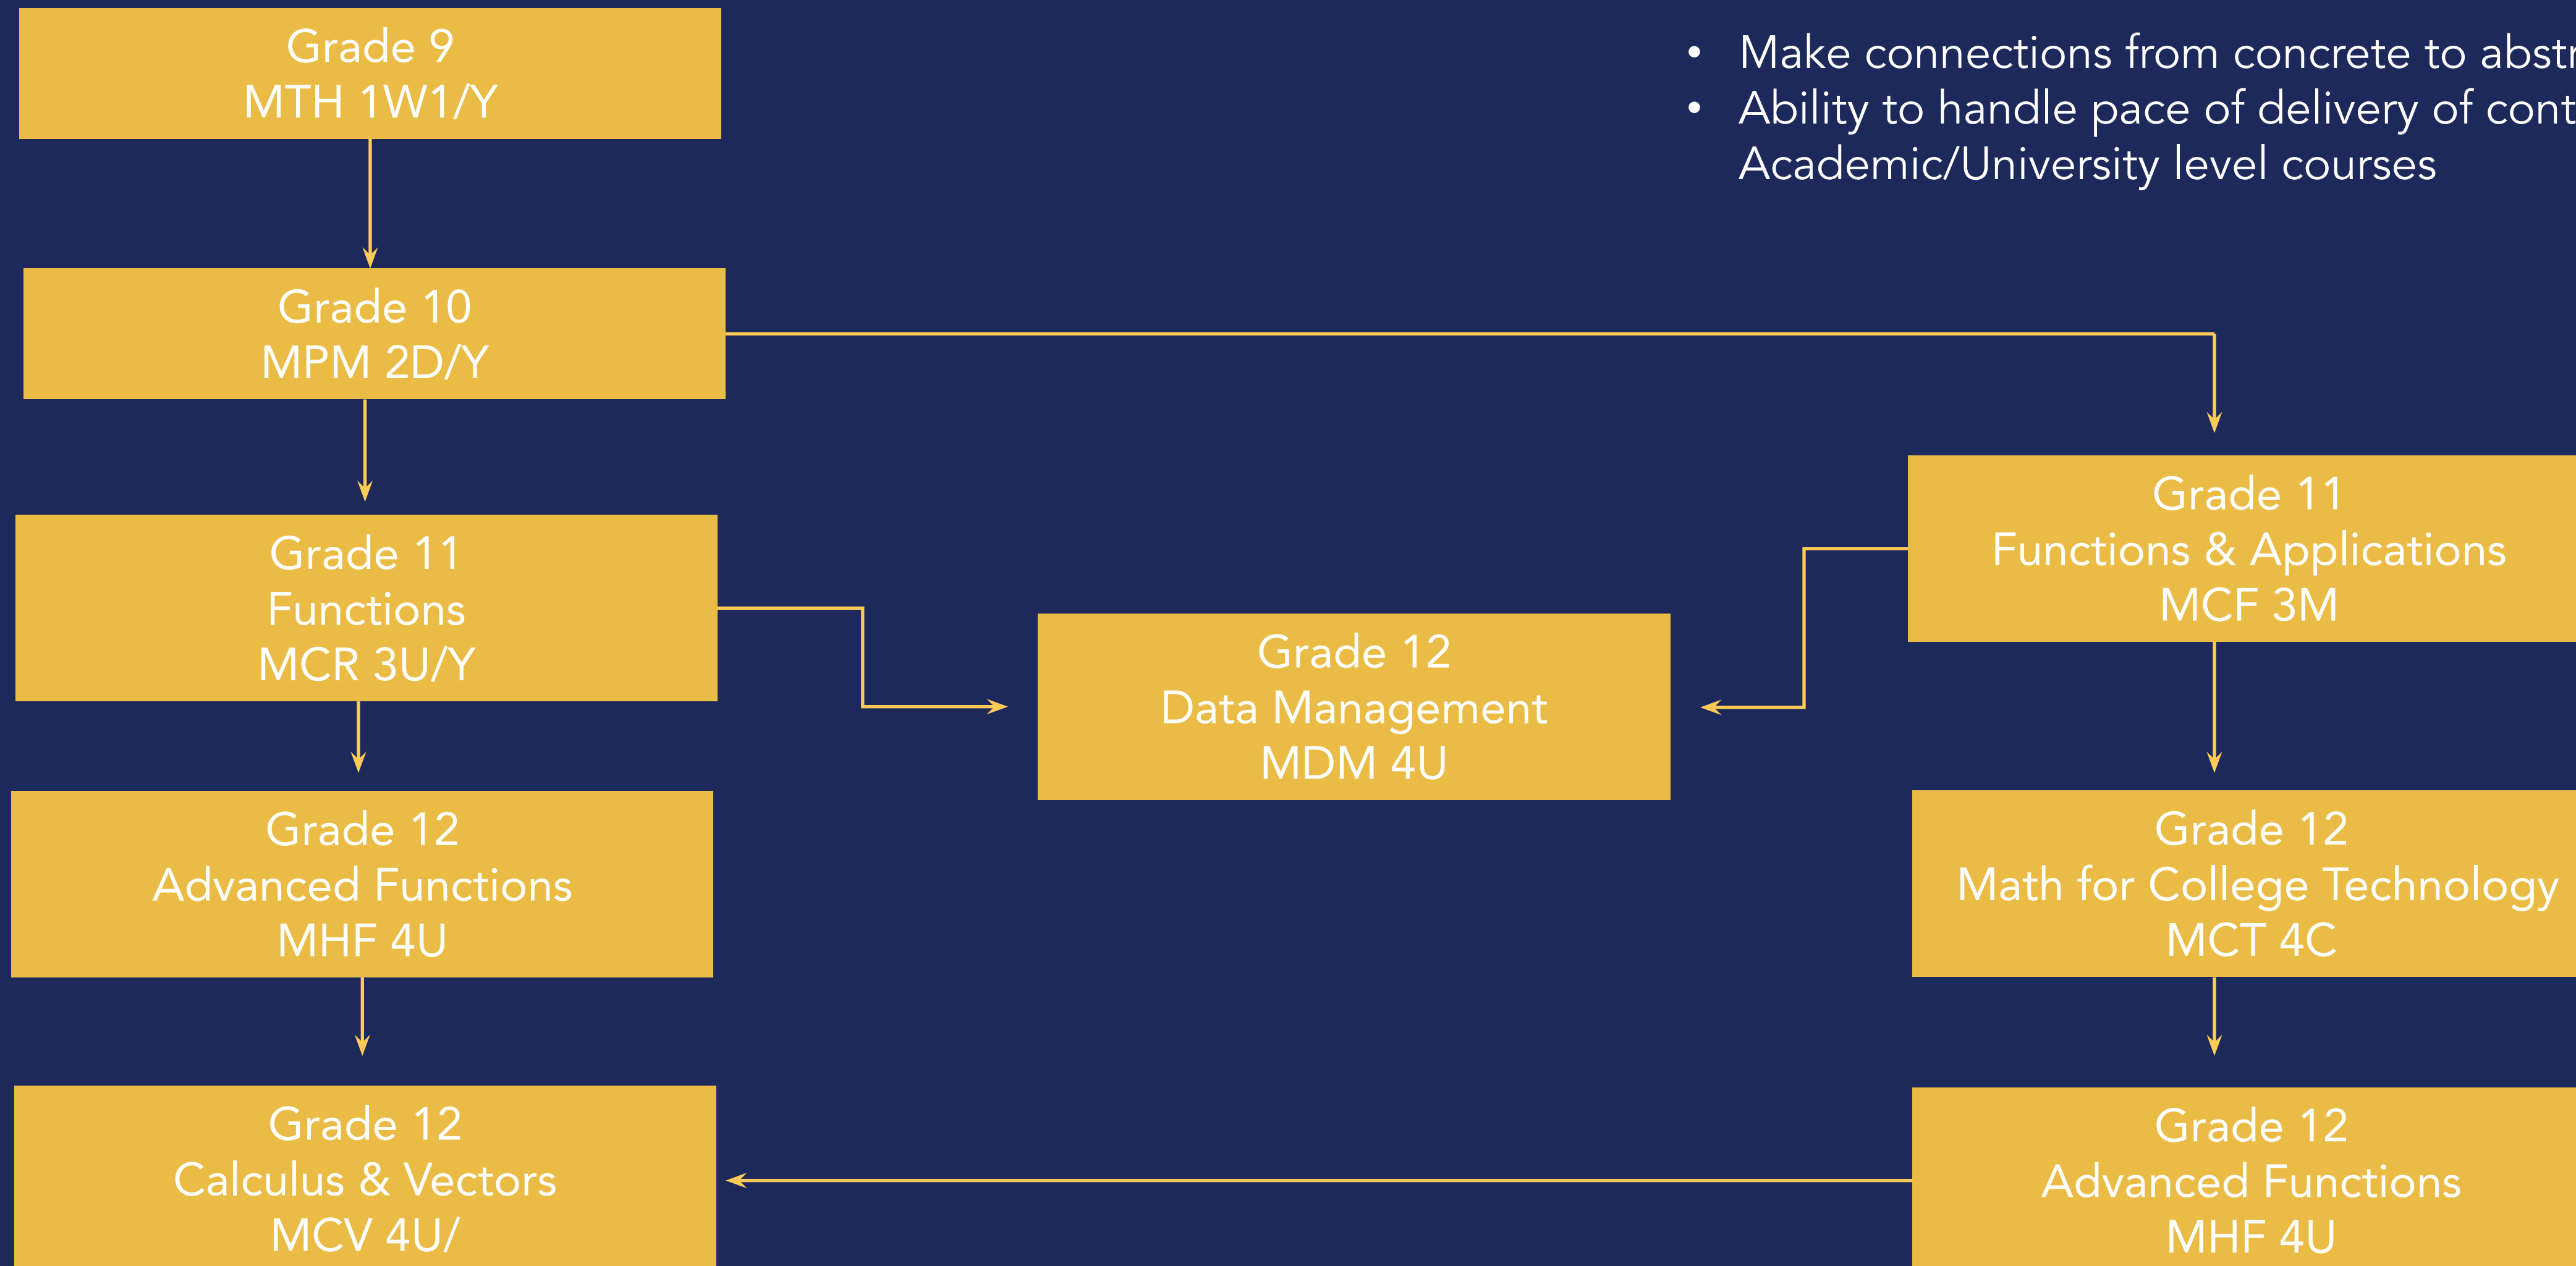 Grade 9
MTH 1W1/Y
• Make connections from concrete to
• Ability to handle pace of delivery of
Academic/University level courses
Grade 10
MPM 2D/Y
Grade 11
Functions
MCR 3U/Y
Grade 11
Functions & Applications
MCF 3M
Grade 12
Data Management
MDM 4U
Grade 12
Advanced Functions
MHF 4U
Grade 12
Math for College Technology
MCT 4C
Grade 12
Calculus & Vectors
MCV 4U/
Grade 12
Advanced Functions
MHF 4U